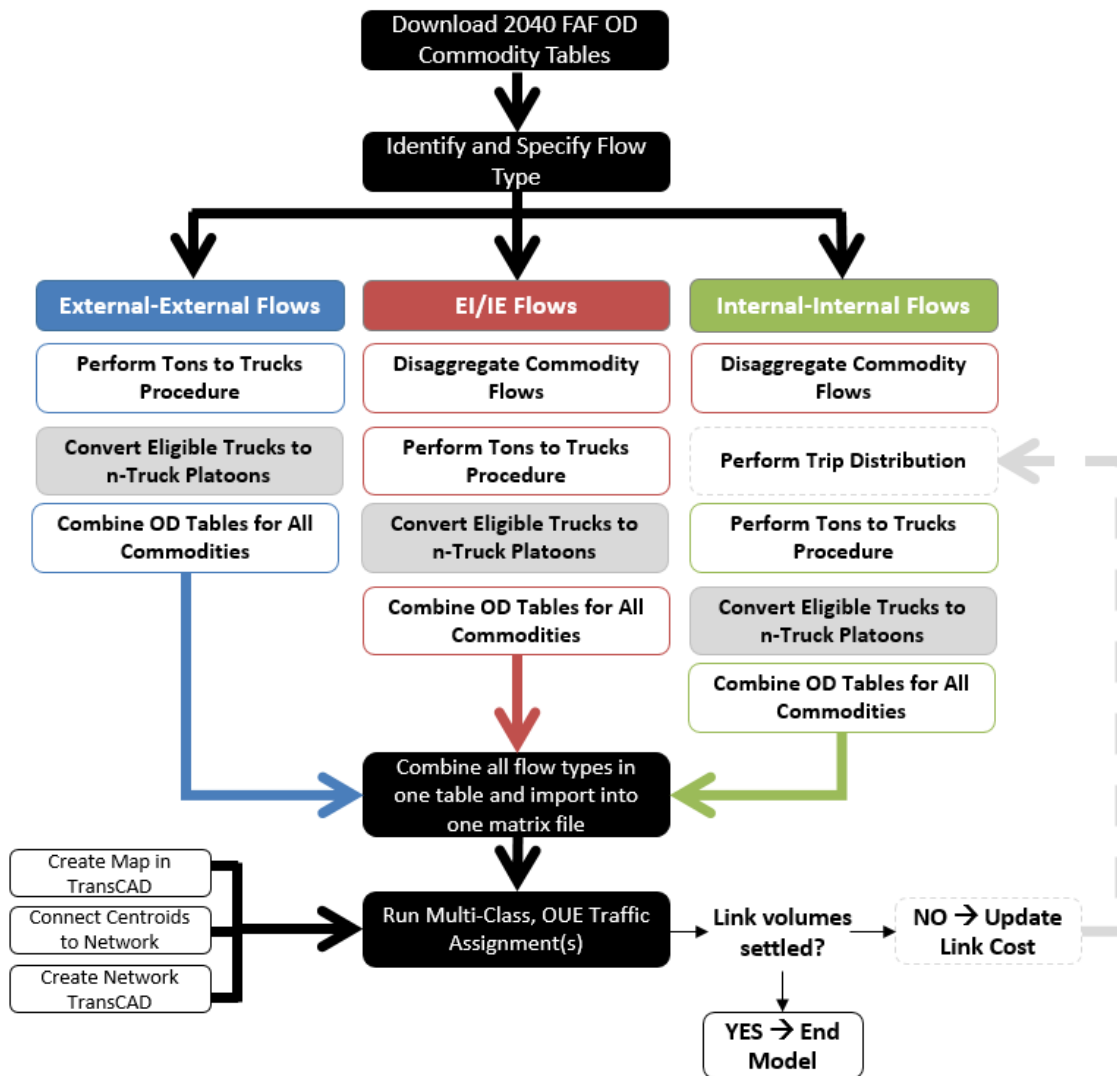 Download 2040 FAF OD
Commodity Tables
Identify and Specify Flow
Type
External-External Flows
Perform Tons to Trucks
Procedure
Convert Eligible Trucks to
n-Truck Platoons
Combine OD Tables for All
Commodities
EI/IE Flows
Disaggregate Commodity
Flows
Perform Tons to Trucks
Procedure
Convert Eligible Trucks to
n-Truck Platoons
Combine OD Tables for All
Commodities
Internal-Internal Flows
Disaggregate Commodity
Flows
Perform Trip Distribution
Perform Tons to Trucks
Procedure
Convert Eligible Trucks to
n-Truck Platoons
Combine OD Tables for All
Commodities
Combine all flow types in
one table and import into
one matrix file
Create Map in
TransCAD
Connect Centroids
to Network
Create Network
TransCAD
Run Multi-Class, OUE Traffic
Assignment(s)
Link volumes
settled?
NO → Update
Link Cost
YES → End
Model